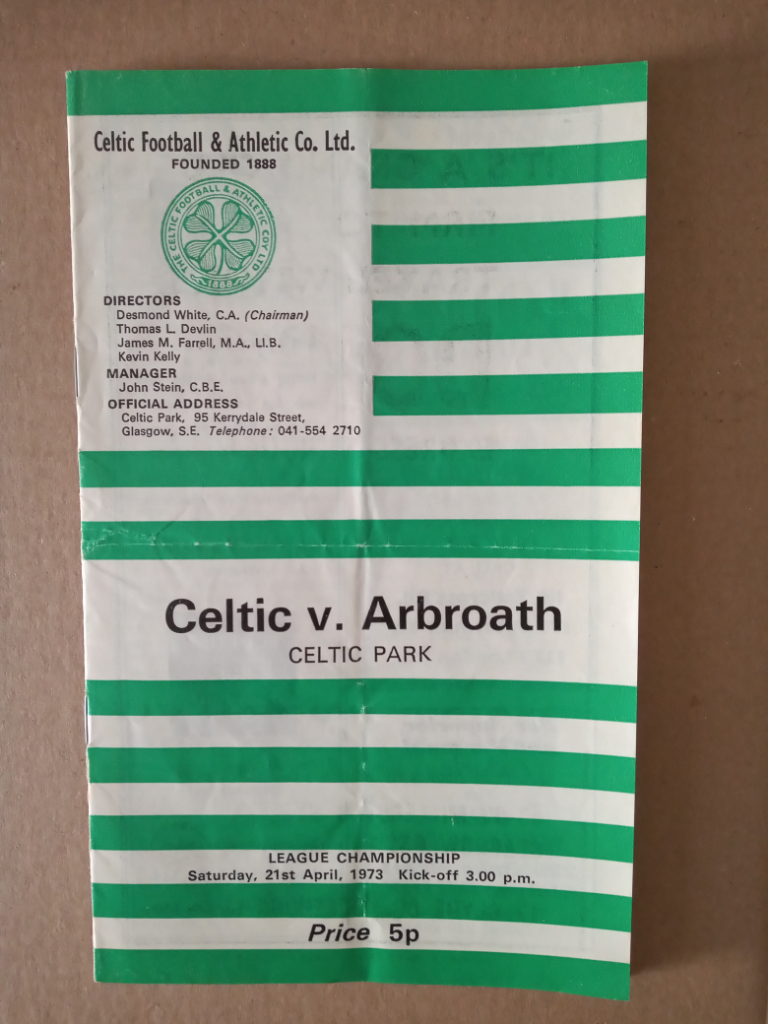 Celtic Football & Athletic Co. Ltd.
FOUNDED 1888
THE CELTIC FOOTBALL & ATHLETIC COY LTD
1888
DIRECTORS
Desmond White, C.A. (Chairman)
Thomas L. Devlin
James M. Farrell, M.A., Ll.B.
Kevin Kelly
MANAGER
John Stein, C.B.E.
OFFICIAL ADDRESS
Celtic Park, 95 Kerrydale Street,
Glasgow, S.E. Telephone: 041-554 2710
Celtic v. Arbroath
CELTIC PARK
LEAGUE CHAMPIONSHIP
Saturday, 21st April, 1973 Kick-off 3.00 p.m.
Price 5p